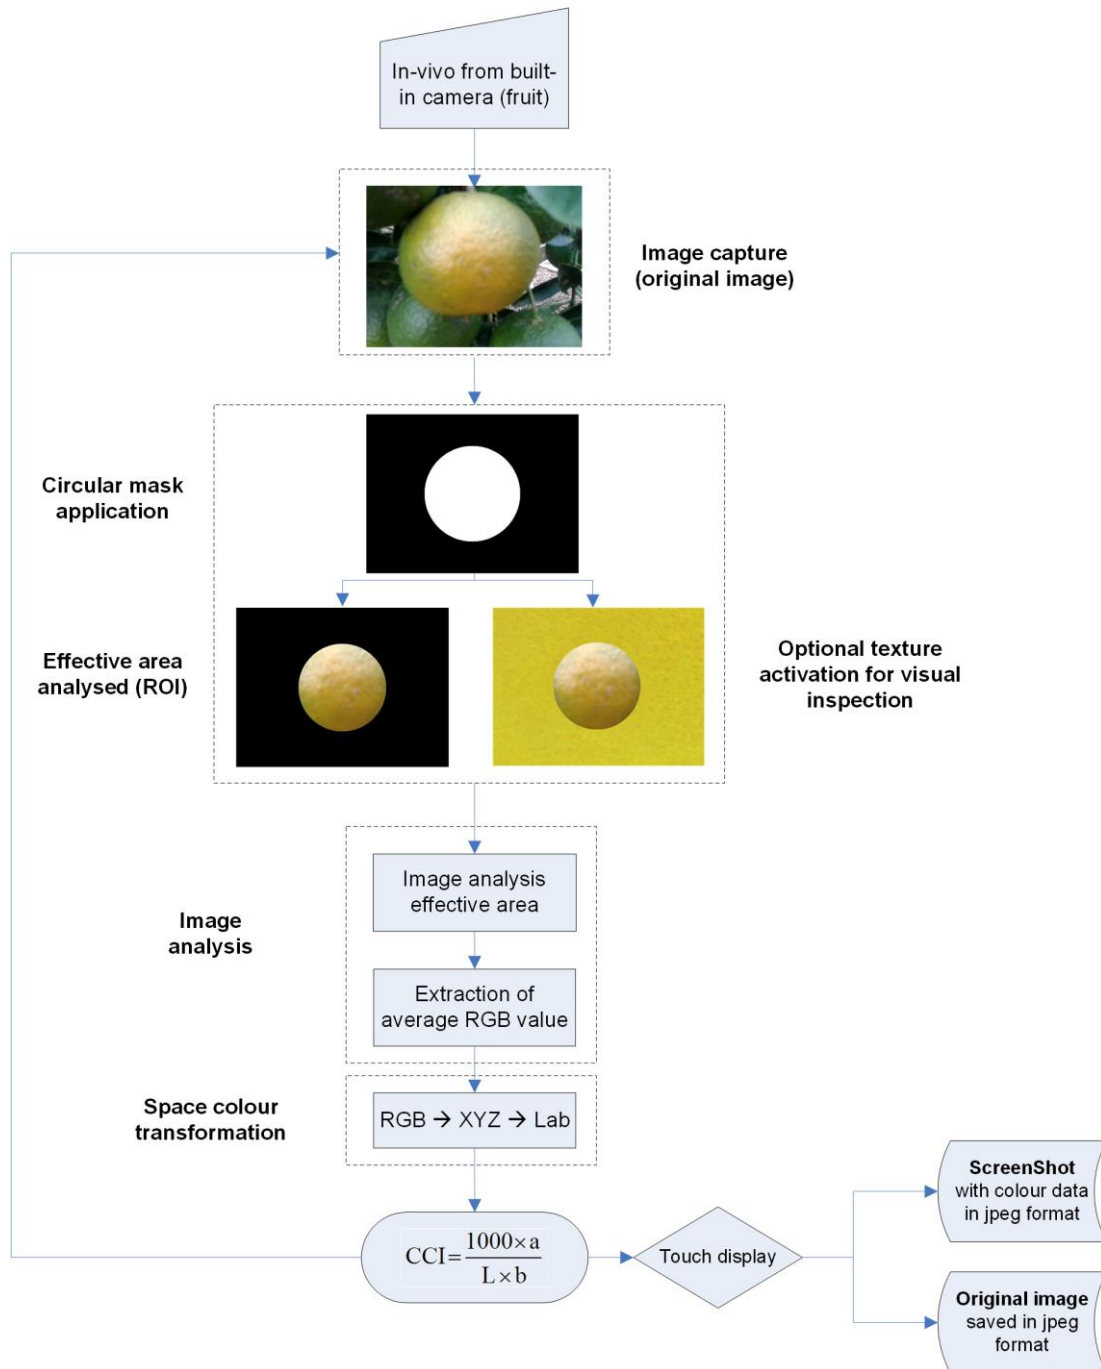 In-vivo from built-
in camera (fruit)
Image capture
(original image)
Circular mask
application
Effective area
analysed (ROI)
Optional texture
activation for visual
inspection
Image analysis
effective area
Image
analysis
Extraction of
average RGB value
Space colour
transformation
RGB → XYZ → Lab
CCI = 1000 × a
L × b
Touch display
ScreenShot
with colour data
in jpeg format
Original image
saved in jpeg
format